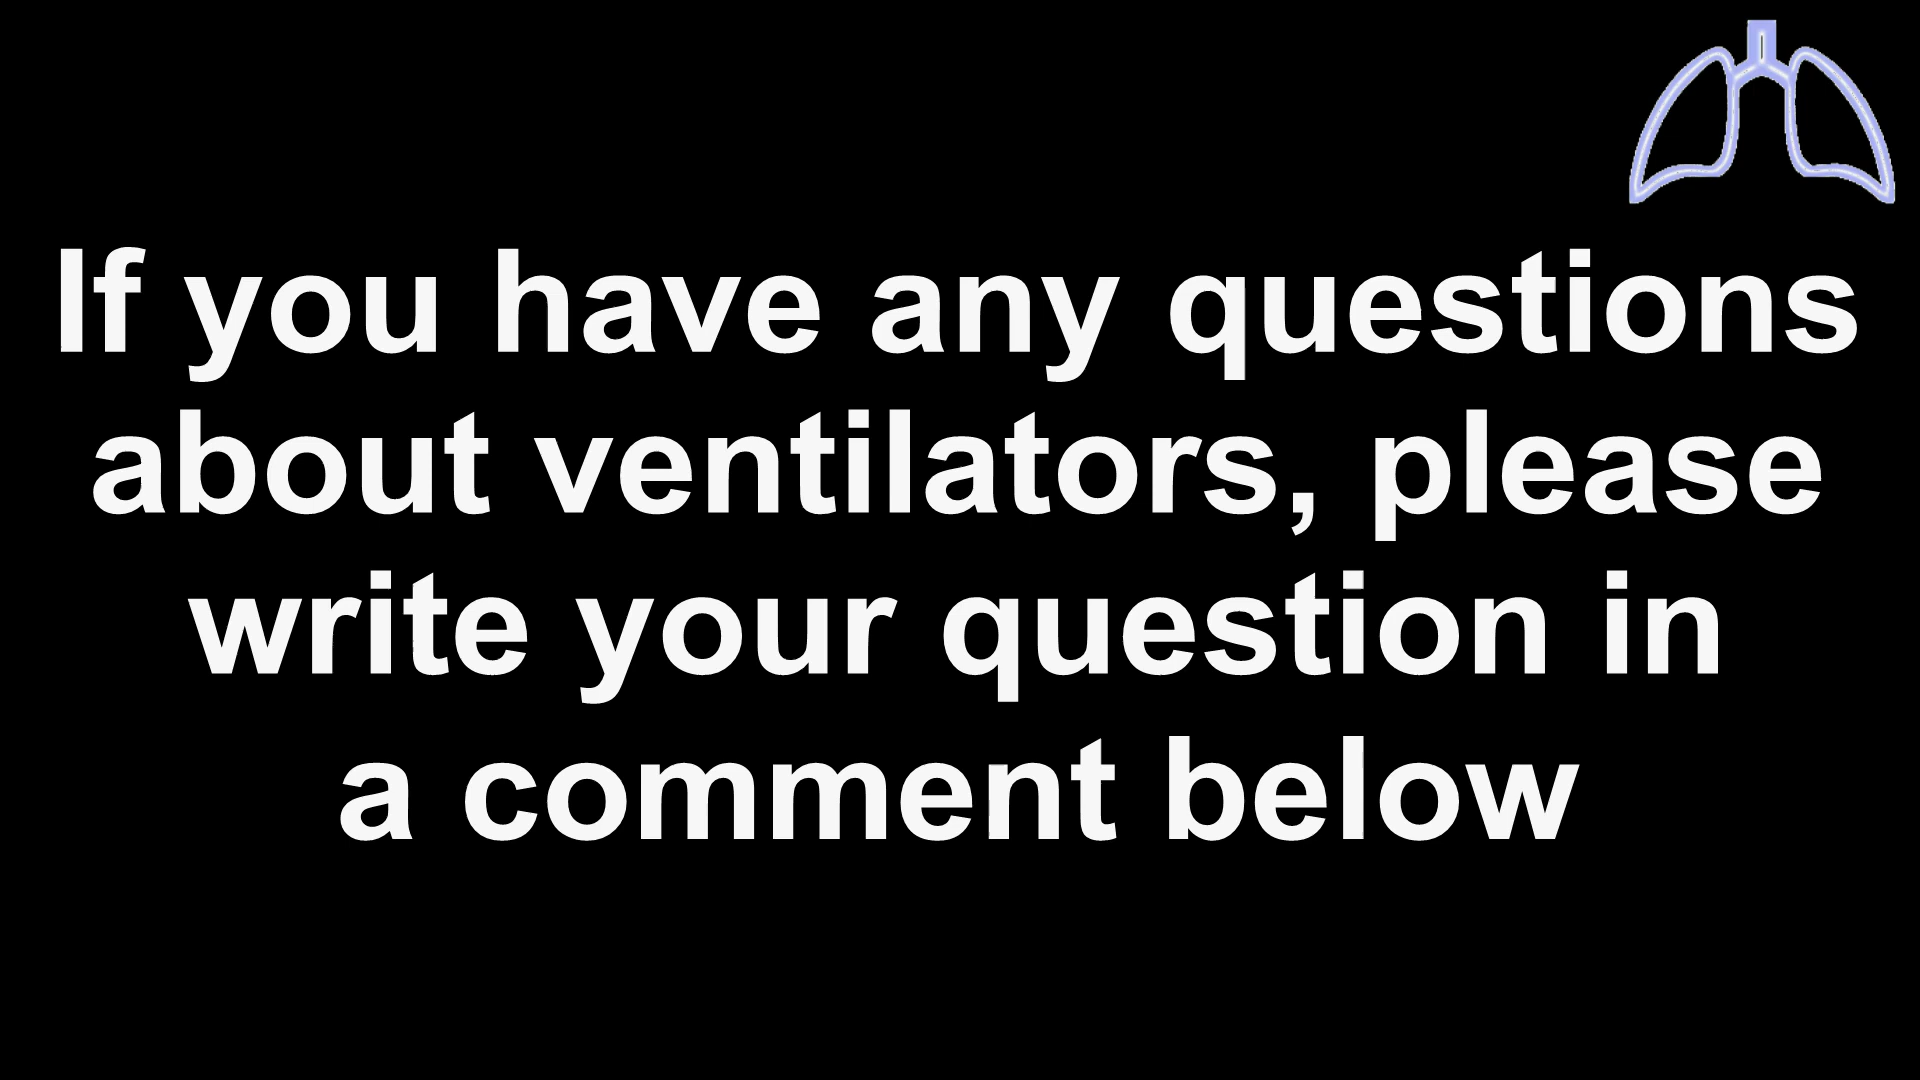 If you have any questions
about ventilators, please
write your question in
a comment below